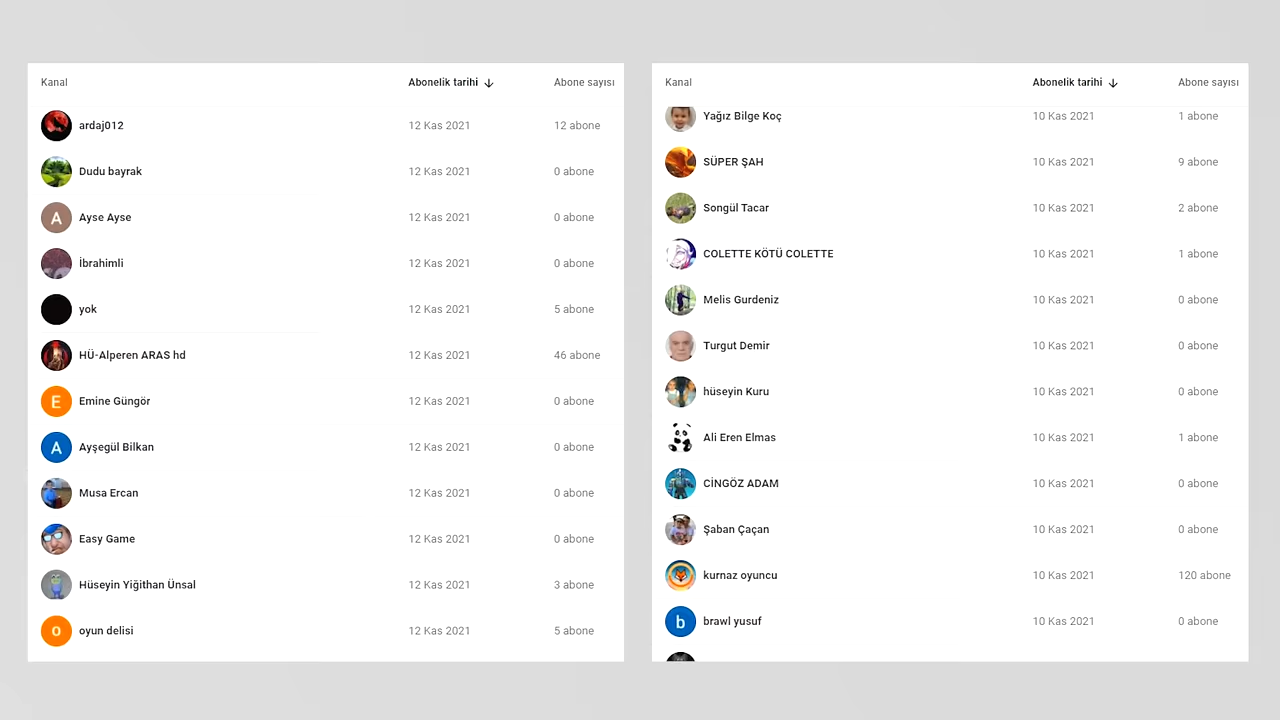 Kanal Abonelik tarihi Abone sayısı
ardaj012 12 Kas 2021 12 abone
Dudu bayrak 12 Kas 2021 0 abone
A Ayse Ayse 12 Kas 2021 0 abone
İbrahimli 12 Kas 2021 0 abone
yok 12 Kas 2021 5 abone
HÜ-Alperen ARAS hd 12 Kas 2021 46 abone
E Emine Güngör 12 Kas 2021 0 abone
A Ayşegül Bilkan 12 Kas 2021 0 abone
Musa Ercan 12 Kas 2021 0 abone
Easy Game 12 Kas 2021 0 abone
Hüseyin Yiğithan Ünsal 12 Kas 2021 3 abone
o oyun delisi 12 Kas 2021 5 abone
Kanal Abonelik tarihi Abone sayısı
Yağız Bilge Koç 10 Kas 2021 1 abone
SÜPER ŞAH 10 Kas 2021 9 abone
Songül Tacar 10 Kas 2021 2 abone
COLETTE KÖTÜ COLETTE 10 Kas 2021 1 abone
Melis Gurdeniz 10 Kas 2021 0 abone
Turgut Demir 10 Kas 2021 0 abone
hüseyin Kuru 10 Kas 2021 0 abone
Ali Eren Elmas 10 Kas 2021 1 abone
CİNGÖZ ADAM 10 Kas 2021 0 abone
Şaban Çaçan 10 Kas 2021 0 abone
kurnaz oyuncu 10 Kas 2021 120 abone
b brawl yusuf 10 Kas 2021 0 abone